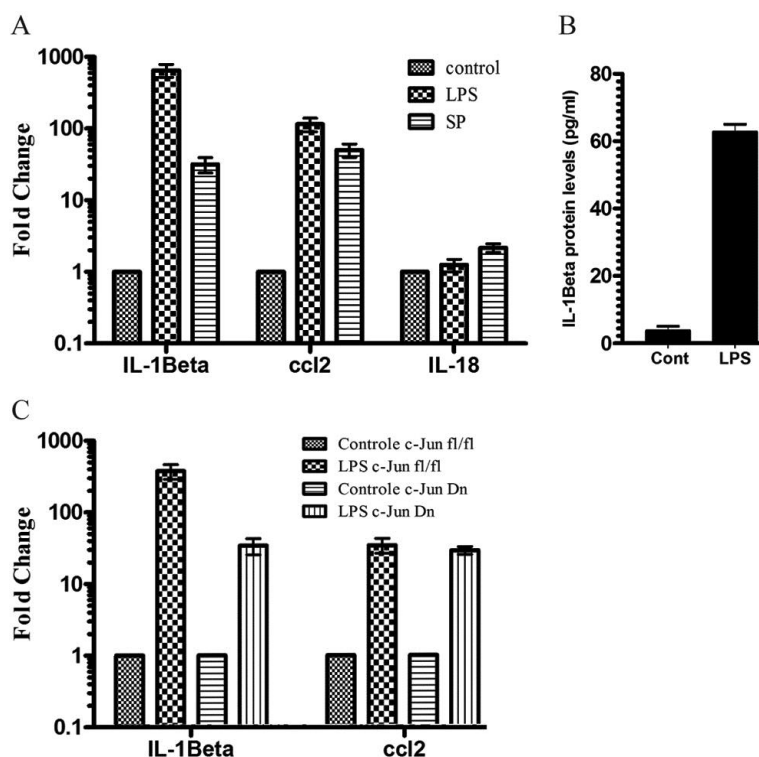 A
Fold Change
1000
100
10
1
0.1
control
LPS
SP
IL-1Beta
ccl2
IL-18
B
IL-1Beta protein levels (pg/ml)
80
60
40
20
0
Cont
LPS
C
Fold Change
1000
100
10
1
0.1
Controle c-Jun fl/fl
LPS c-Jun fl/fl
Controle c-Jun Dn
LPS c-Jun Dn
IL-1Beta
ccl2